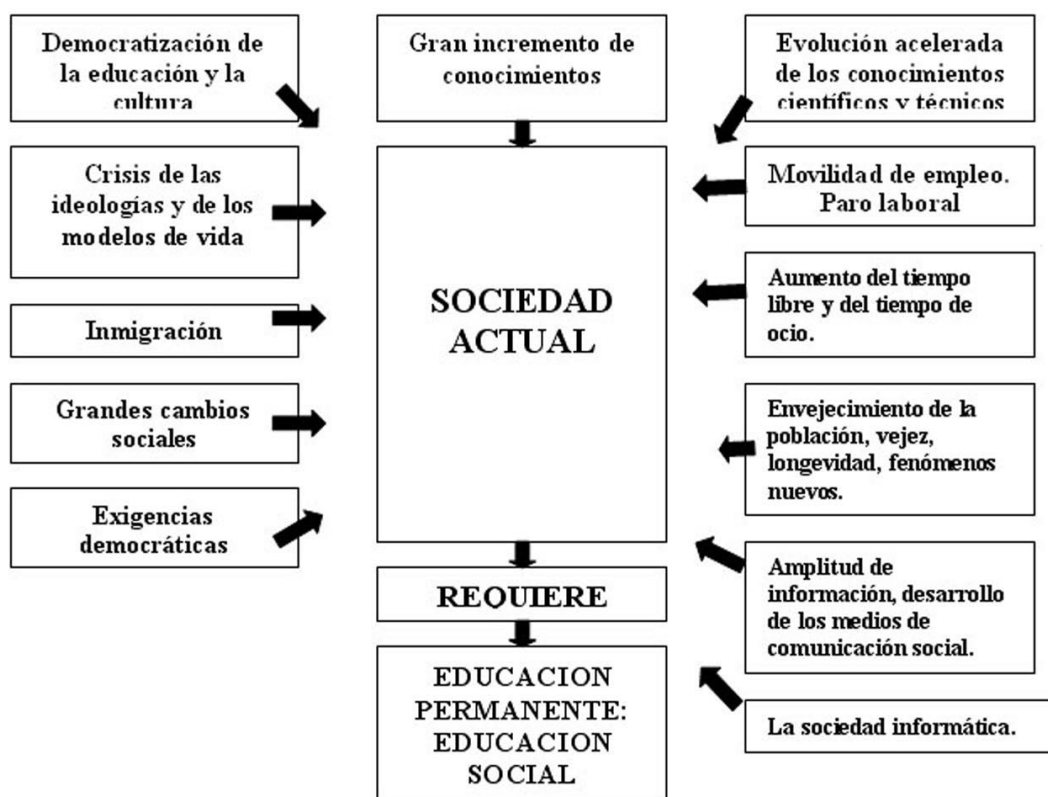 Democratización de
la educación y la
cultura
Gran incremento de
conocimientos
Evolución acelerada
de los conocimientos
científicos y técnicos
Crisis de las
ideologías y de los
modelos de vida
Inmigración
Grandes cambios
sociales
Exigencias
democráticas
SOCIEDAD
ACTUAL
Movilidad de empleo.
Paro laboral
Aumento del tiempo
libre y del tiempo de
ocio.
Envejecimiento de la
población, vejez,
longevidad, fenómenos
nuevos.
Amplitud de
información, desarrollo
de los medios de
comunicación social.
La sociedad informática.
REQUIERE
EDUCACION
PERMANENTE:
EDUCACION
SOCIAL